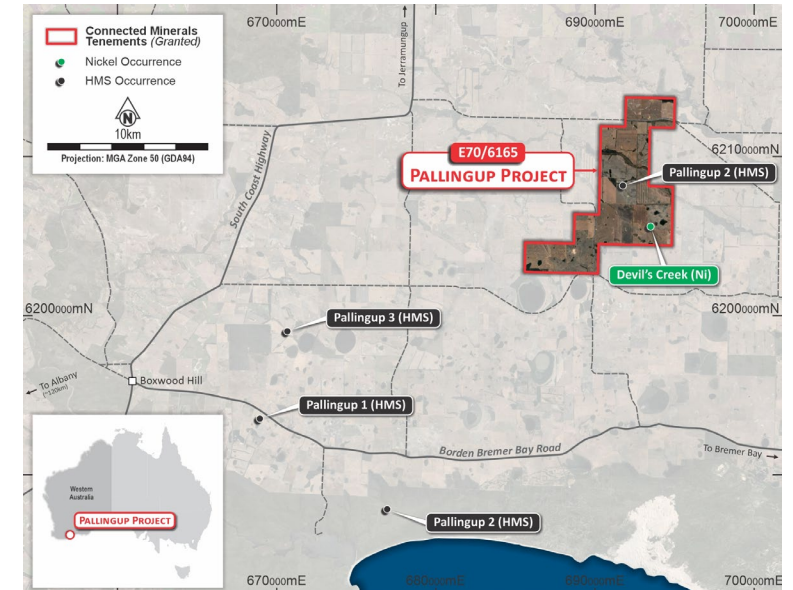 670000mE
690000mE
700000mE
Connected Minerals
Tenements (Granted)
Nickel Occurrence
HMS Occurrence
N
10km
Projection: MGA Zone 50 (GDA94)
To Jerramungup
South Coast Highway
E70/6165
PALLINGUP PROJECT
6210000mN
Pallingup 2 (HMS)
Devil's Creek (Ni)
6200000mN
6200000mN
Pallingup 3 (HMS)
To Albany
(~120km)
Boxwood Hill
Pallingup 1 (HMS)
Borden Bremer Bay Road
To Bremer Bay
Western
Australia
PALLINGUP PROJECT
Pallingup 2 (HMS)
670000mE
680000mE
690000mE
700000mE